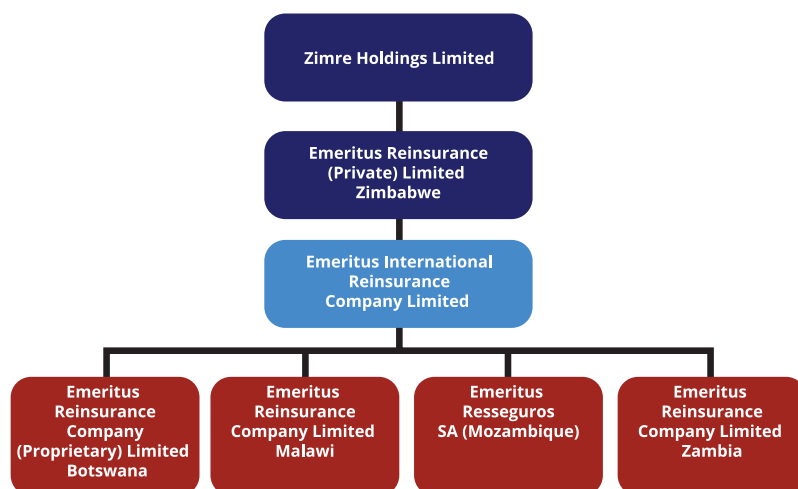 Zimre Holdings Limited
Emeritus Reinsurance
(Private) Limited
Zimbabwe
Emeritus International
Reinsurance
Company Limited
Emeritus
Reinsurance
Company
(Proprietary) Limited
Botswana
Emeritus
Reinsurance
Company Limited
Malawi
Emeritus
Resseguros
SA (Mozambique)
Emeritus
Reinsurance
Company Limited
Zambia